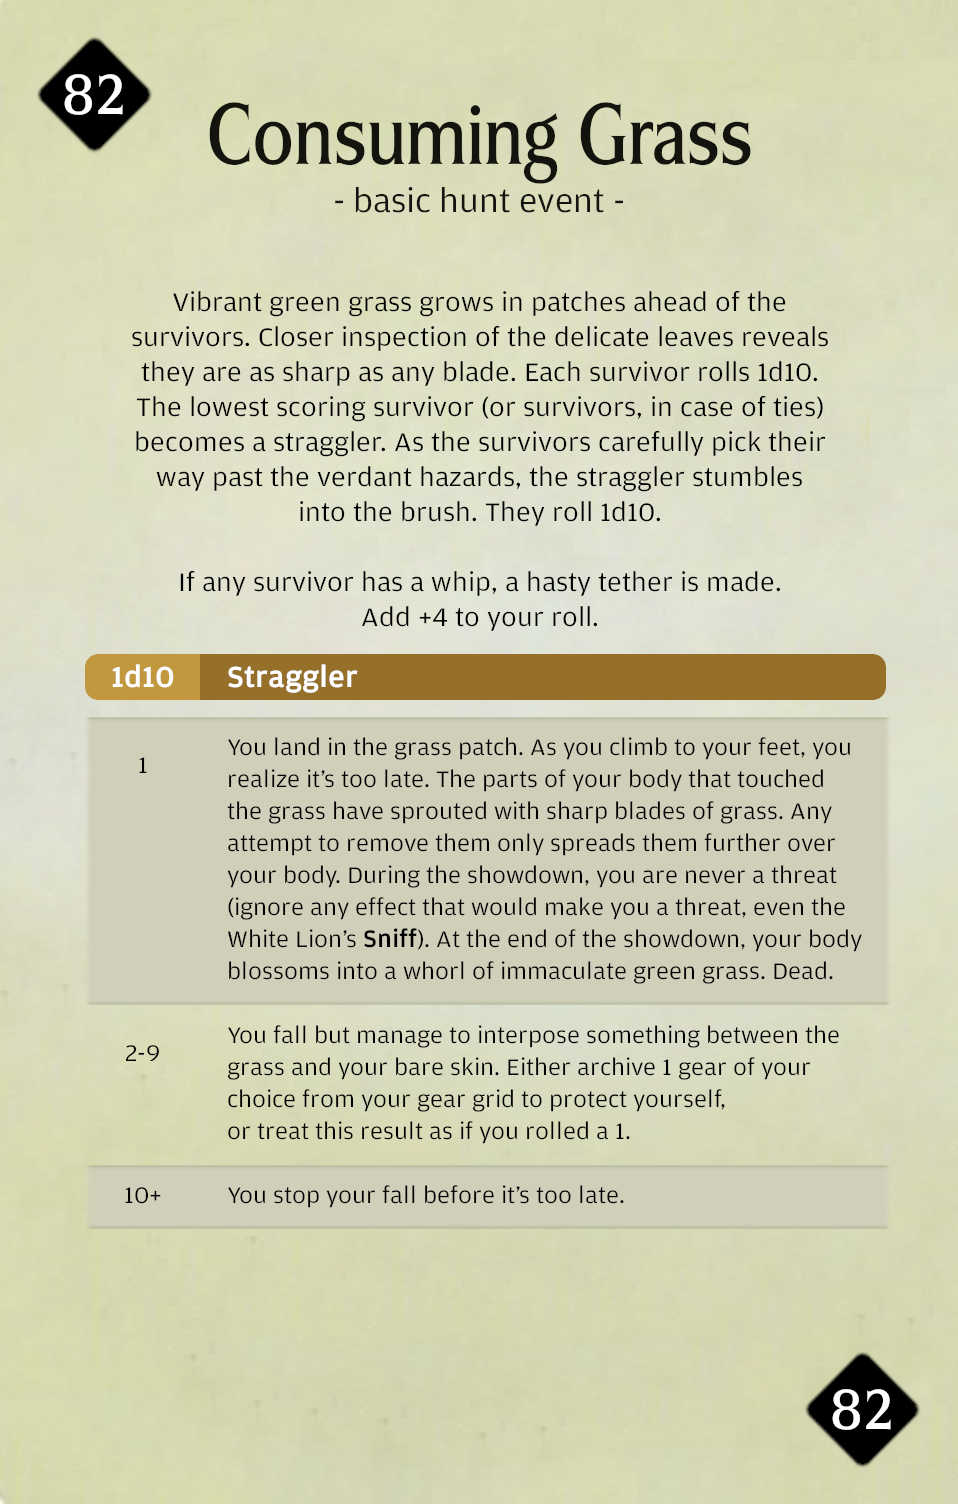 82
Consuming Grass
- basic hunt event -
Vibrant green grass grows in patches ahead of the
survivors. Closer inspection of the delicate leaves reveals
they are as sharp as any blade. Each survivor rolls 1d10.
The lowest scoring survivor (or survivors, in case of ties)
becomes a straggler. As the survivors carefully pick their
way past the verdant hazards, the straggler stumbles
into the brush. They roll 1d10.
If any survivor has a whip, a hasty tether is made.
Add +4 to your roll.
1d10 Straggler
1 You land in the grass patch. As you climb to your feet, you
realize it’s too late. The parts of your body that touched
the grass have sprouted with sharp blades of grass. Any
attempt to remove them only spreads them further over
your body. During the showdown, you are never a threat
(ignore any effect that would make you a threat, even the
White Lion’s Sniff). At the end of the showdown, your body
blossoms into a whorl of immaculate green grass. Dead.
2-9 You fall but manage to interpose something between the
grass and your bare skin. Either archive 1 gear of your
choice from your gear grid to protect yourself,
or treat this result as if you rolled a 1.
10+ You stop your fall before it’s too late.
82